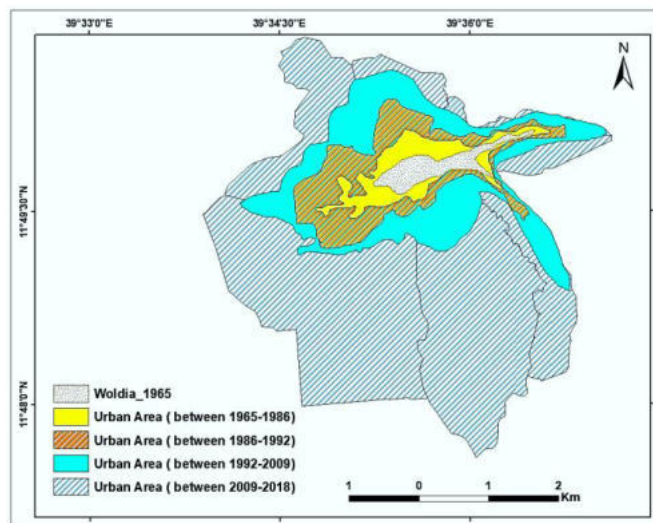 39°33'0"E 39°34'30"E 39°36'0"E
N
11°49'30"N
11°48'0"N
Woldia_1965
Urban Area ( between 1965-1986)
Urban Area ( between 1986-1992)
Urban Area ( between 1992-2009)
Urban Area ( between 2009-2018)
1 0 1 2
Km